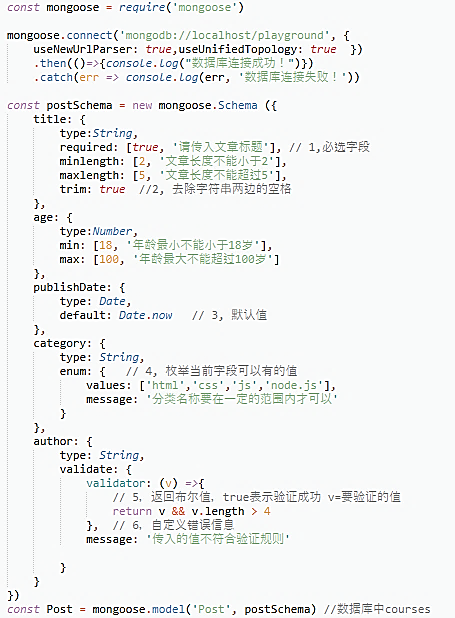 const mongoose = require('mongoose')

mongoose.connect('mongodb://localhost/playground', {
    useNewUrlParser: true,useUnifiedTopology: true  })
    .then(()=>{console.log("数据库连接成功！")})
    .catch(err => console.log(err, '数据库连接失败！'))

const postSchema = new mongoose.Schema ({
    title: {
        type:String,
        required: [true, '请传入文章标题'], // 1,必选字段
        minlength: [2, '文章长度不能小于2'],
        maxlength: [5, '文章长度不能超过5'],
        trim: true  //2, 去除字符串两边的空格
    },
    age: {
        type:Number,
        min: [18, '年龄最小不能小于18岁'],
        max: [100, '年龄最大不能超过100岁']
    },
    publishDate: {
        type: Date,
        default: Date.now   // 3, 默认值
    },
    category: {
        type: String,
        enum: {   // 4, 枚举当前字段可以有的值
            values: ['html','css','js','node.js'],
            message: '分类名称要在一定的范围内才可以'
        }
    },
    author: {
        type: String,
        validate: {
            validator: (v) =>{
                // 5, 返回布尔值, true表示验证成功 v=要验证的值
                return v && v.length > 4
            },  // 6, 自定义错误信息
            message: '传入的值不符合验证规则'

        }
    }
})
const Post = mongoose.model('Post', postSchema) //数据库中courses